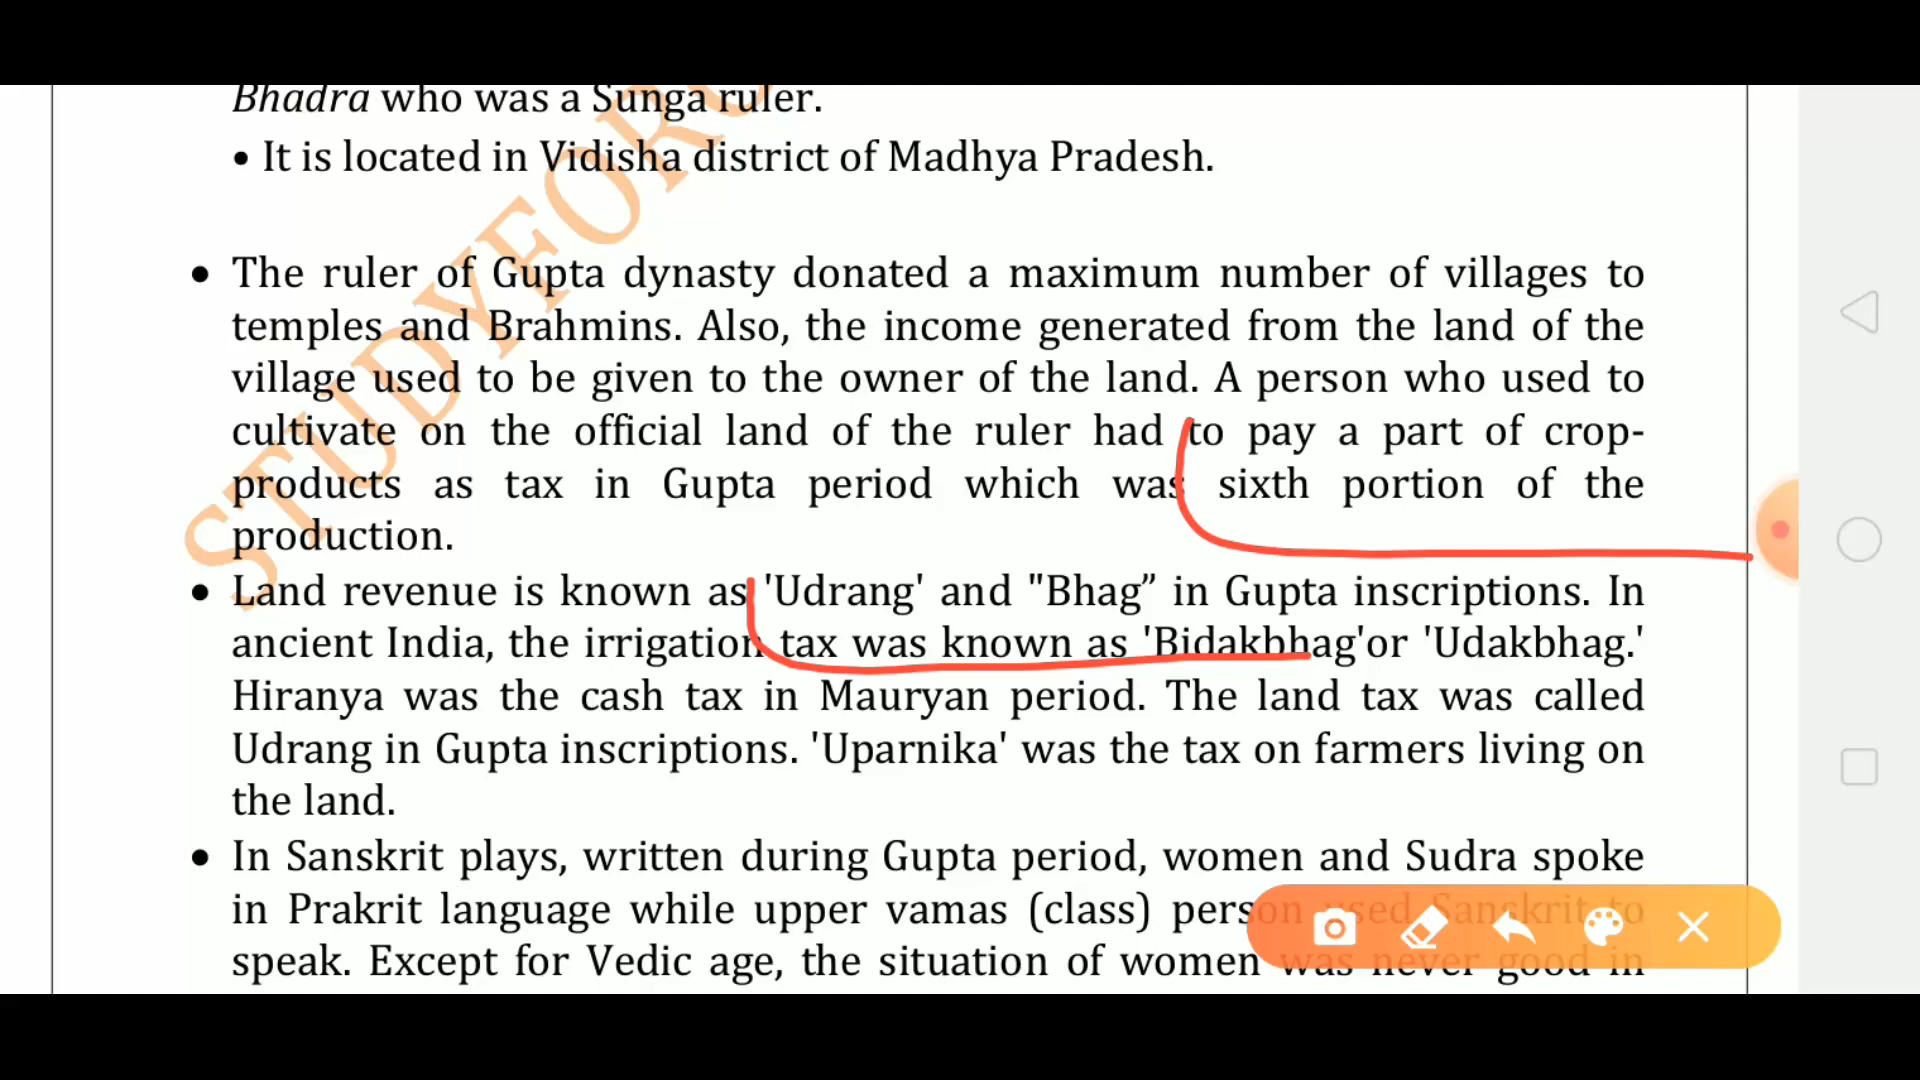 Bhadra who was a Sunga ruler.
• It is located in Vidisha district of Madhya Pradesh.
• The ruler of Gupta dynasty donated a maximum number of villages to
temples and Brahmins. Also, the income generated from the land of the
village used to be given to the owner of the land. A person who used to
cultivate on the official land of the ruler had to pay a part of crop-
products as tax in Gupta period which was sixth portion of the
production.
• Land revenue is known as 'Udrang' and "Bhag” in Gupta inscriptions. In
ancient India, the irrigation tax was known as 'Bidakbhag'or 'Udakbhag.'
Hiranya was the cash tax in Mauryan period. The land tax was called
Udrang in Gupta inscriptions. 'Uparnika' was the tax on farmers living on
the land.
• In Sanskrit plays, written during Gupta period, women and Sudra spoke
in Prakrit language while upper vamas (class) person used Sanskrit to
speak. Except for Vedic age, the situation of women was never good in
STUDYFOR